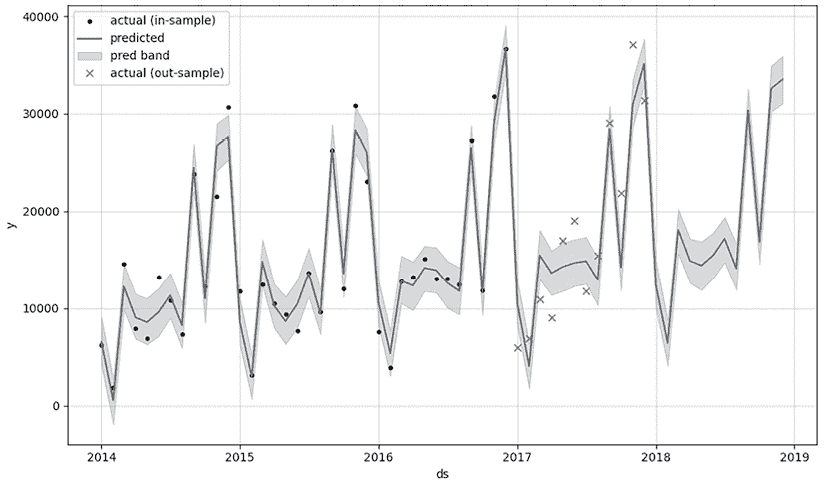 actual (in-sample)
predicted
pred band
actual (out-sample)
40000
30000
20000
10000
0
y
2014 2015 2016 2017 2018 2019
ds